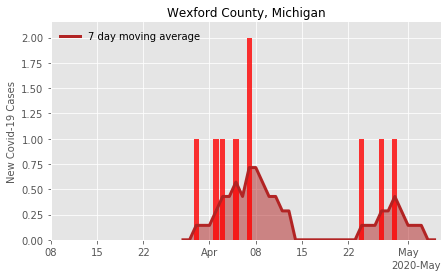 Wexford County, Michigan
7 day moving average
New Covid-19 Cases
2.00
1.75
1.50
1.25
1.00
0.75
0.50
0.25
0.00
08 15 22 Apr 08 15 22 May
2020-May